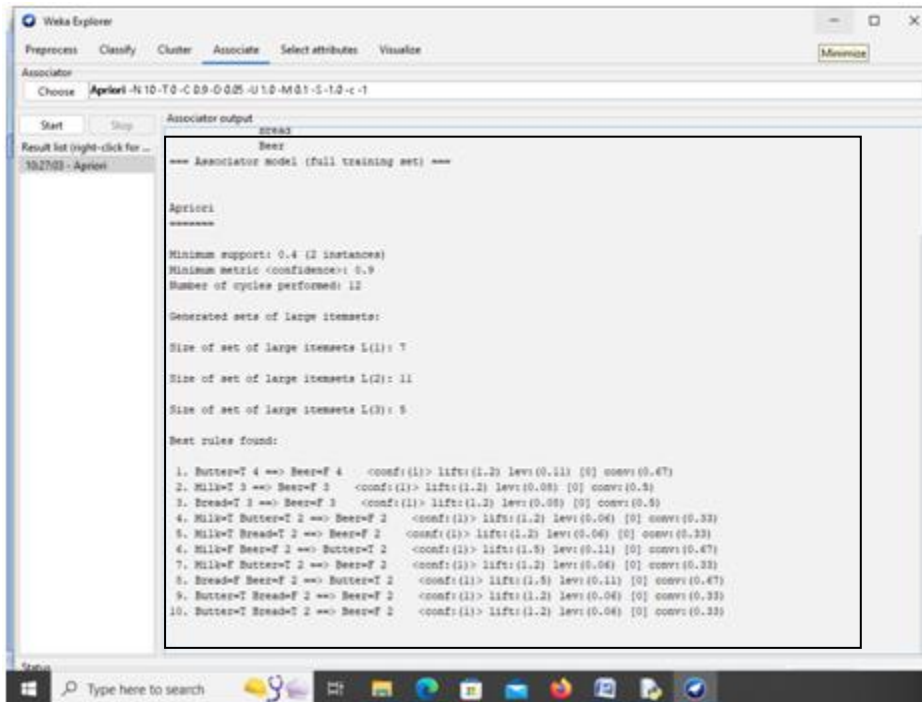 Weka Explorer
Preprocess Classify Cluster Associate Select attributes Visualize
Minimize
Associator
Choose Apriori -N 10 -T 0 -C 0.9 -D 0.05 -U 1.0 -M 0.1 -S -1.0 -c -1
Start Stop
Associator output
Result list (right-click for ...
10:27:03 - Apriori
Bread
Beer
=== Associator model (full training set) ===
Apriori
=======
Minimum support: 0.4 (2 instances)
Minimum metric <confidence>: 0.9
Number of cycles performed: 12
Generated sets of large itemsets:
Size of set of large itemsets L(1): 7
Size of set of large itemsets L(2): 11
Size of set of large itemsets L(3): 5
Best rules found:
1. Butter=T 4 ==> Beer=F 4 <conf:(1)> lift:(1.2) lev:(0.11) [0] conv:(0.67)
2. Milk=T 3 ==> Beer=F 3 <conf:(1)> lift:(1.2) lev:(0.08) [0] conv:(0.5)
3. Bread=T 3 ==> Beer=F 3 <conf:(1)> lift:(1.2) lev:(0.08) [0] conv:(0.5)
4. Milk=T Butter=T 2 ==> Beer=F 2 <conf:(1)> lift:(1.2) lev:(0.06) [0] conv:(0.33)
5. Milk=T Bread=T 2 ==> Beer=F 2 <conf:(1)> lift:(1.2) lev:(0.06) [0] conv:(0.33)
6. Milk=F Beer=F 2 ==> Butter=T 2 <conf:(1)> lift:(1.5) lev:(0.11) [0] conv:(0.67)
7. Milk=F Butter=T 2 ==> Beer=F 2 <conf:(1)> lift:(1.2) lev:(0.06) [0] conv:(0.33)
8. Bread=F Beer=F 2 ==> Butter=T 2 <conf:(1)> lift:(1.5) lev:(0.11) [0] conv:(0.67)
9. Butter=T Bread=F 2 ==> Beer=F 2 <conf:(1)> lift:(1.2) lev:(0.06) [0] conv:(0.33)
10. Butter=T Bread=T 2 ==> Beer=F 2 <conf:(1)> lift:(1.2) lev:(0.06) [0] conv:(0.33)
Status
Type here to search